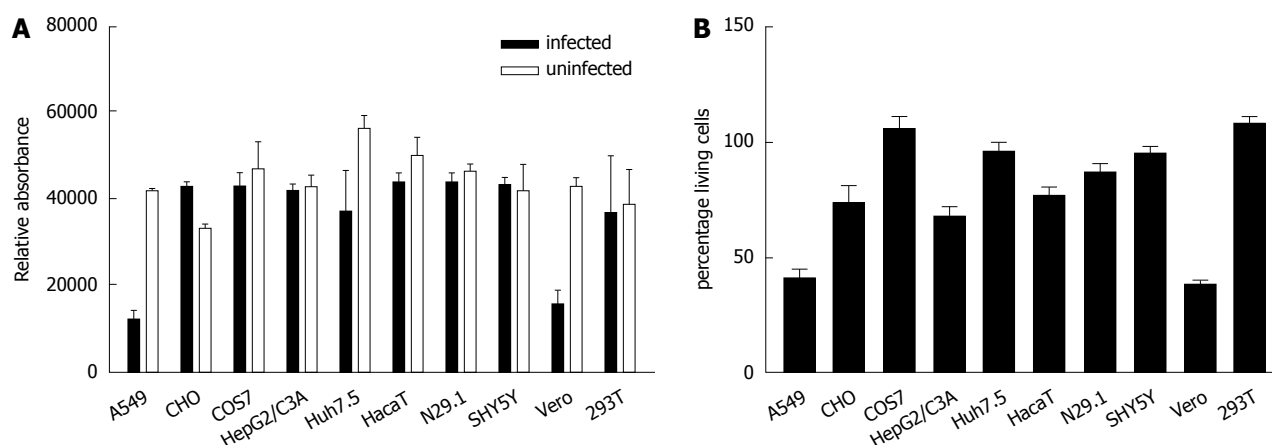 A
80000
60000
40000
20000
0
Relative absorbance
infected
uninfected
A549
CHO
COS7
HepG2/C3A
Huh7.5
HacaT
N29.1
SHY5Y
Vero
293T
B
150
100
50
0
percentage living cells
A549
CHO
COS7
HepG2/C3A
Huh7.5
HacaT
N29.1
SHY5Y
Vero
293T